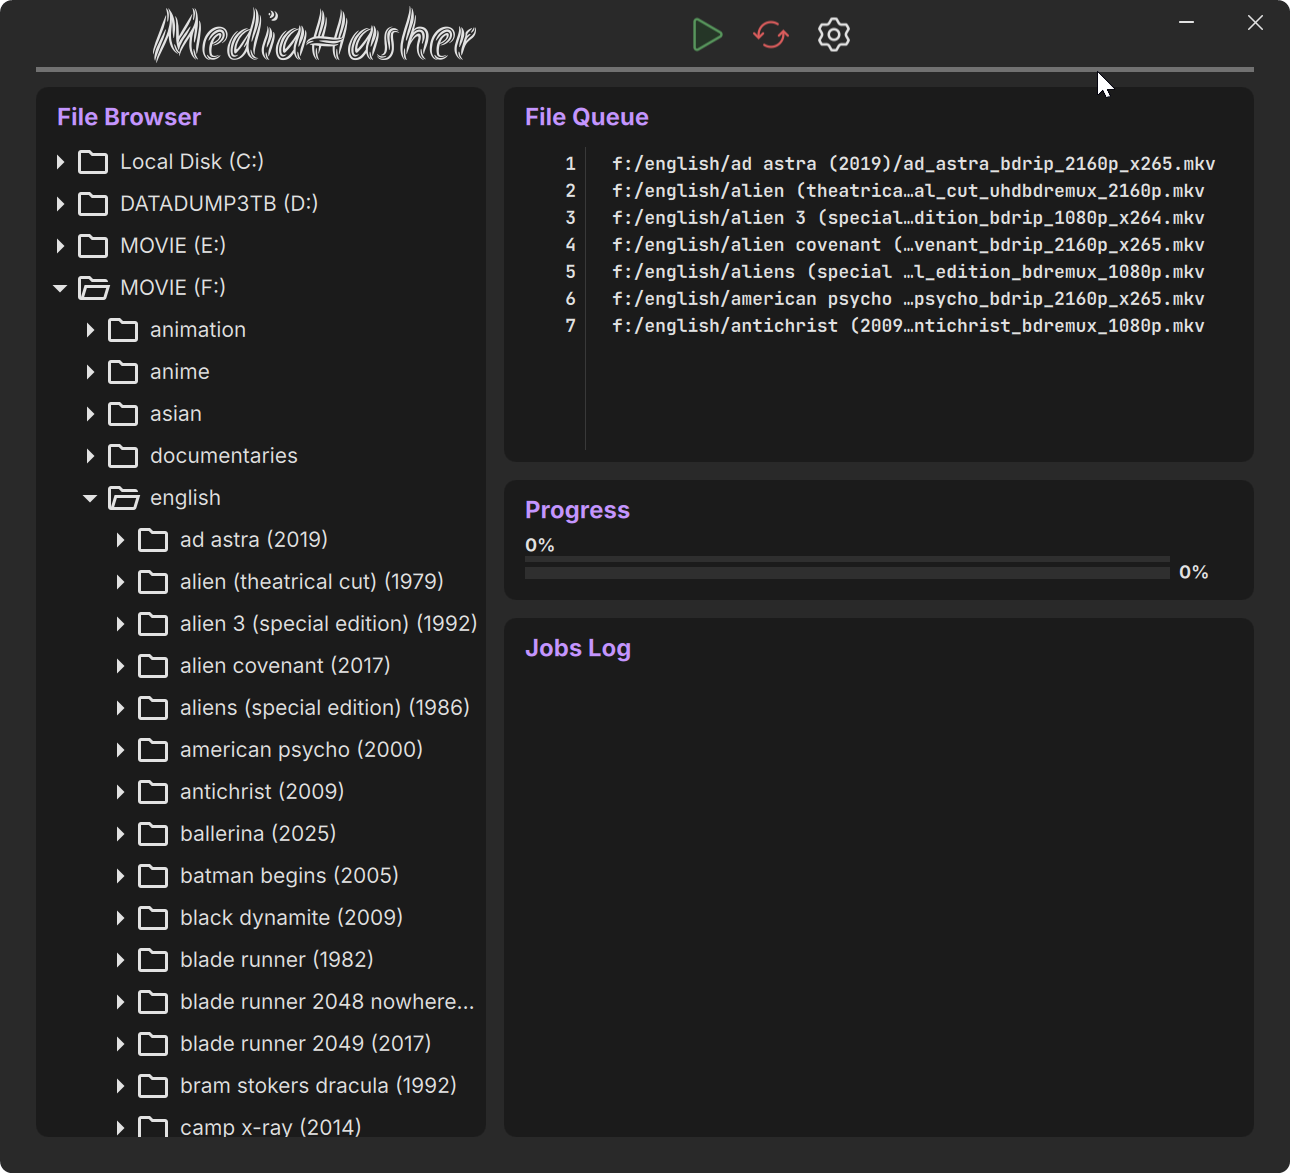 MediaHasher
File Browser
Local Disk (C:)
DATADUMP3TB (D:)
MOVIE (E:)
MOVIE (F:)
animation
anime
asian
documentaries
english
ad astra (2019)
alien (theatrical cut) (1979)
alien 3 (special edition) (1992)
alien covenant (2017)
aliens (special edition) (1986)
american psycho (2000)
antichrist (2009)
ballerina (2025)
batman begins (2005)
black dynamite (2009)
blade runner (1982)
blade runner 2048 nowhere...
blade runner 2049 (2017)
bram stokers dracula (1992)
camp x-ray (2014)
File Queue
1 f:/english/ad astra (2019)/ad_astra_bdrip_2160p_x265.mkv
2 f:/english/alien (theatrica…al_cut_uhdbdremux_2160p.mkv
3 f:/english/alien 3 (special…dition_bdrip_1080p_x264.mkv
4 f:/english/alien covenant (…venant_bdrip_2160p_x265.mkv
5 f:/english/aliens (special …l_edition_bdremux_1080p.mkv
6 f:/english/american psycho …psycho_bdrip_2160p_x265.mkv
7 f:/english/antichrist (2009…ntichrist_bdremux_1080p.mkv
Progress
0%
0%
Jobs Log